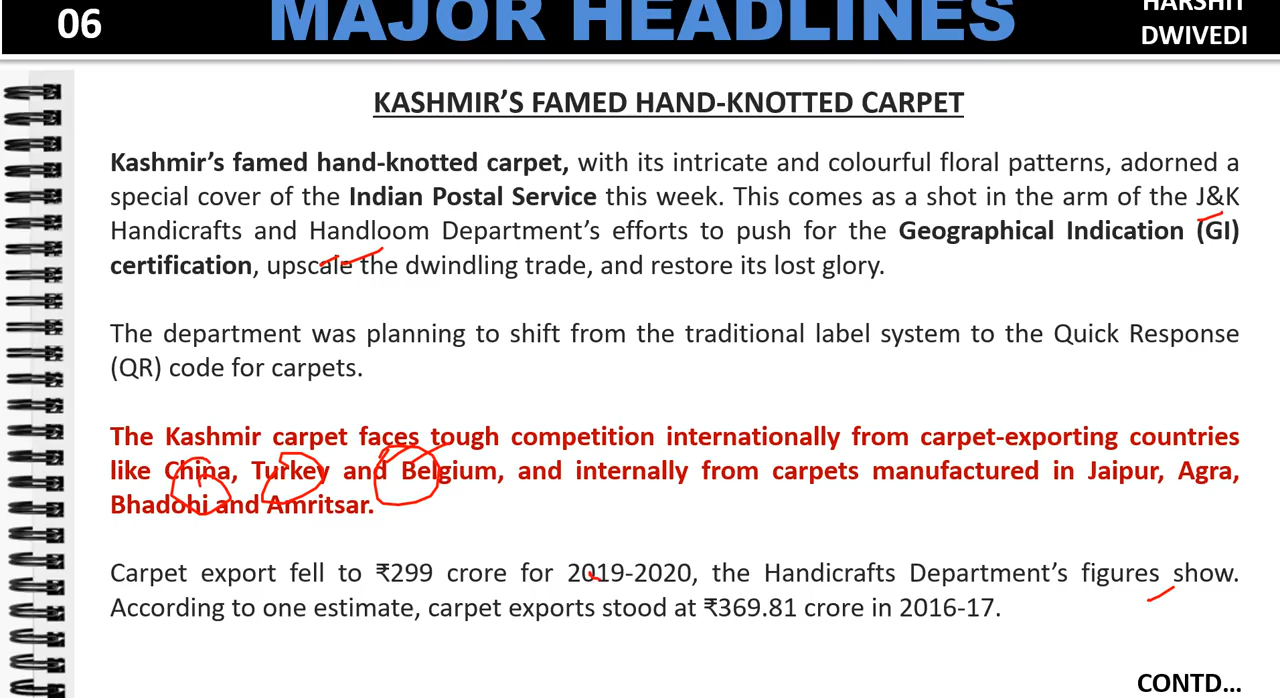 06
MAJOR HEADLINES
HARSHIT
DWIVEDI
KASHMIR’S FAMED HAND-KNOTTED CARPET
Kashmir’s famed hand-knotted carpet, with its intricate and colourful floral patterns, adorned a
special cover of the Indian Postal Service this week. This comes as a shot in the arm of the J&K
Handicrafts and Handloom Department’s efforts to push for the Geographical Indication (GI)
certification, upscale the dwindling trade, and restore its lost glory.
The department was planning to shift from the traditional label system to the Quick Response
(QR) code for carpets.
The Kashmir carpet faces tough competition internationally from carpet-exporting countries
like China, Turkey and Belgium, and internally from carpets manufactured in Jaipur, Agra,
Bhadohi and Amritsar.
Carpet export fell to ₹299 crore for 2019-2020, the Handicrafts Department’s figures show.
According to one estimate, carpet exports stood at ₹369.81 crore in 2016-17.
CONTD...